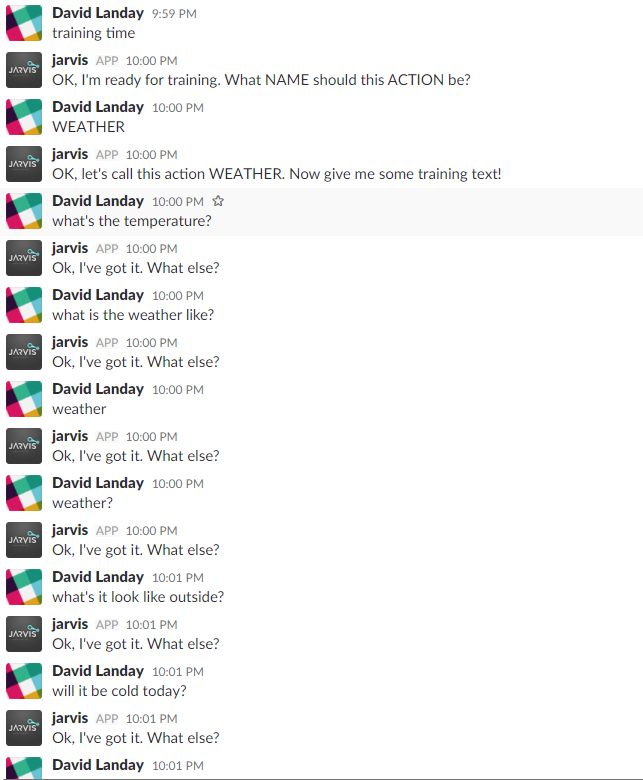 David Landay 9:59 PM
training time
jarvis APP 10:00 PM
OK, I'm ready for training. What NAME should this ACTION be?
David Landay 10:00 PM
WEATHER
jarvis APP 10:00 PM
OK, let's call this action WEATHER. Now give me some training text!
David Landay 10:00 PM
what's the temperature?
jarvis APP 10:00 PM
Ok, I've got it. What else?
David Landay 10:00 PM
what is the weather like?
jarvis APP 10:00 PM
Ok, I've got it. What else?
David Landay 10:00 PM
weather
jarvis APP 10:00 PM
Ok, I've got it. What else?
David Landay 10:00 PM
weather?
jarvis APP 10:00 PM
Ok, I've got it. What else?
David Landay 10:01 PM
what's it look like outside?
jarvis APP 10:01 PM
Ok, I've got it. What else?
David Landay 10:01 PM
will it be cold today?
jarvis APP 10:01 PM
Ok, I've got it. What else?
David Landay 10:01 PM